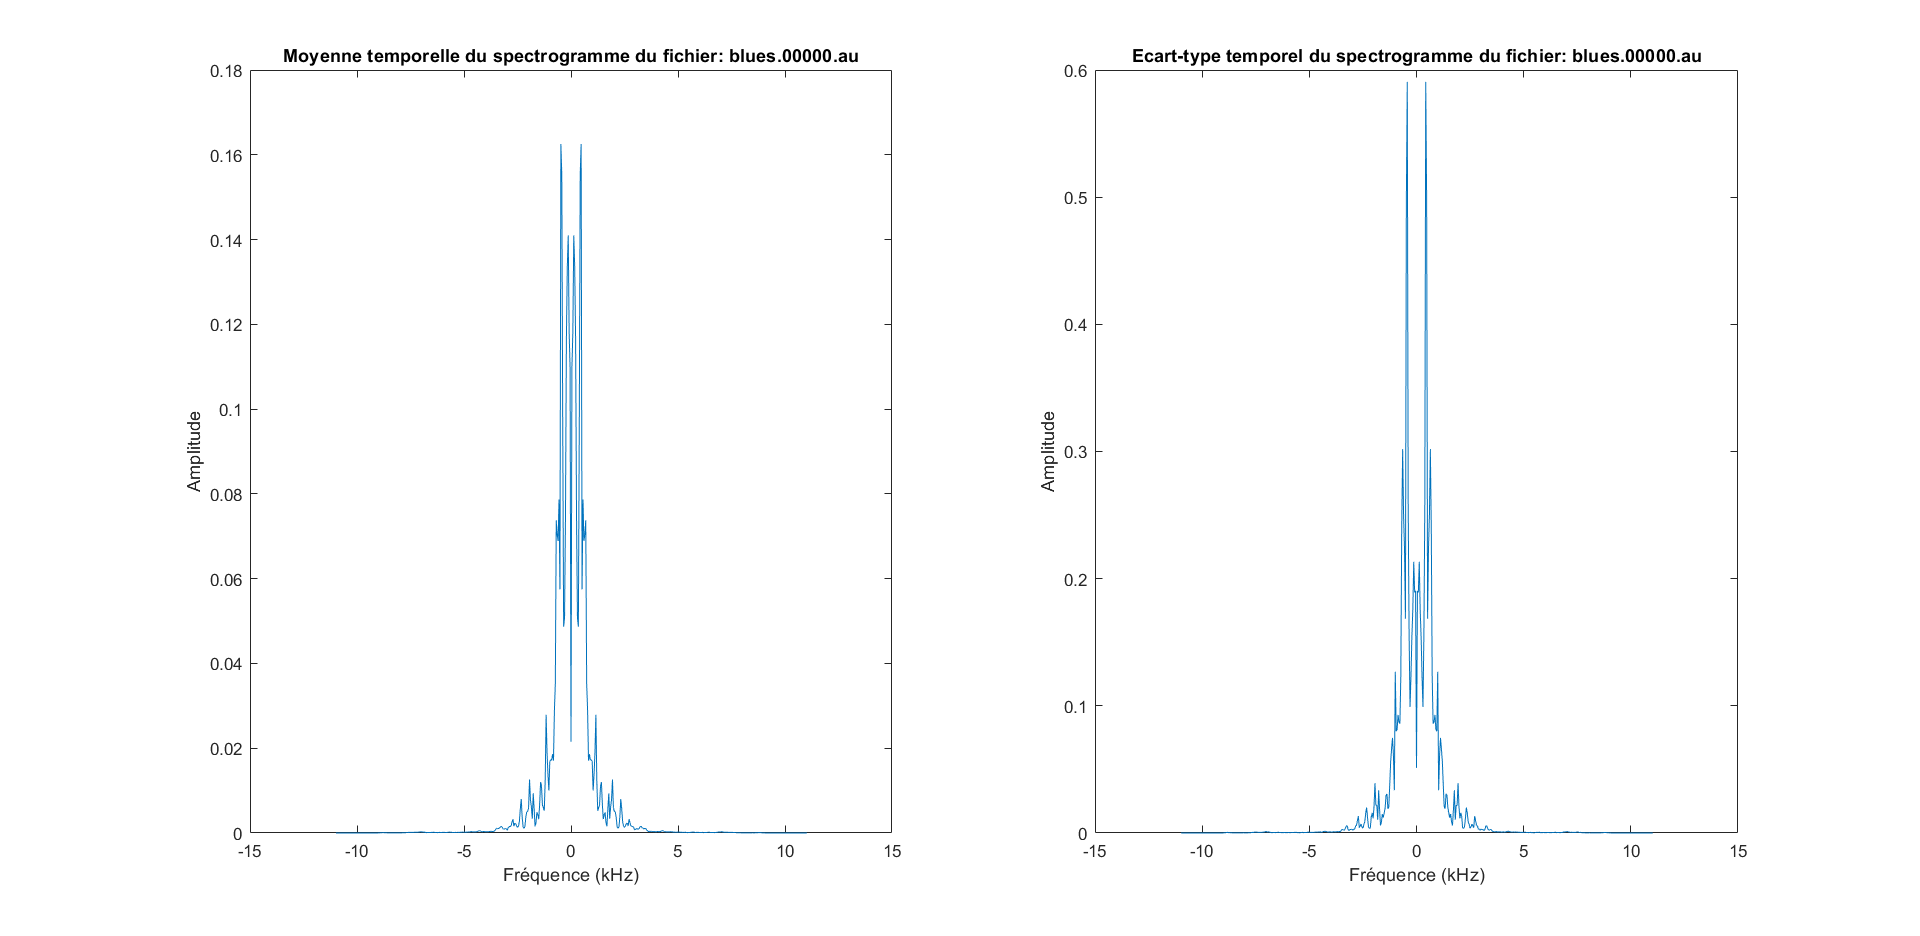 Moyenne temporelle du spectrogramme du fichier: blues.00000.au
0.18
0.16
0.14
0.12
0.1
0.08
0.06
0.04
0.02
0
Amplitude
-15 -10 -5 0 5 10 15
Fréquence (kHz)
Ecart-type temporel du spectrogramme du fichier: blues.00000.au
0.6
0.5
0.4
0.3
0.2
0.1
0
Amplitude
-15 -10 -5 0 5 10 15
Fréquence (kHz)